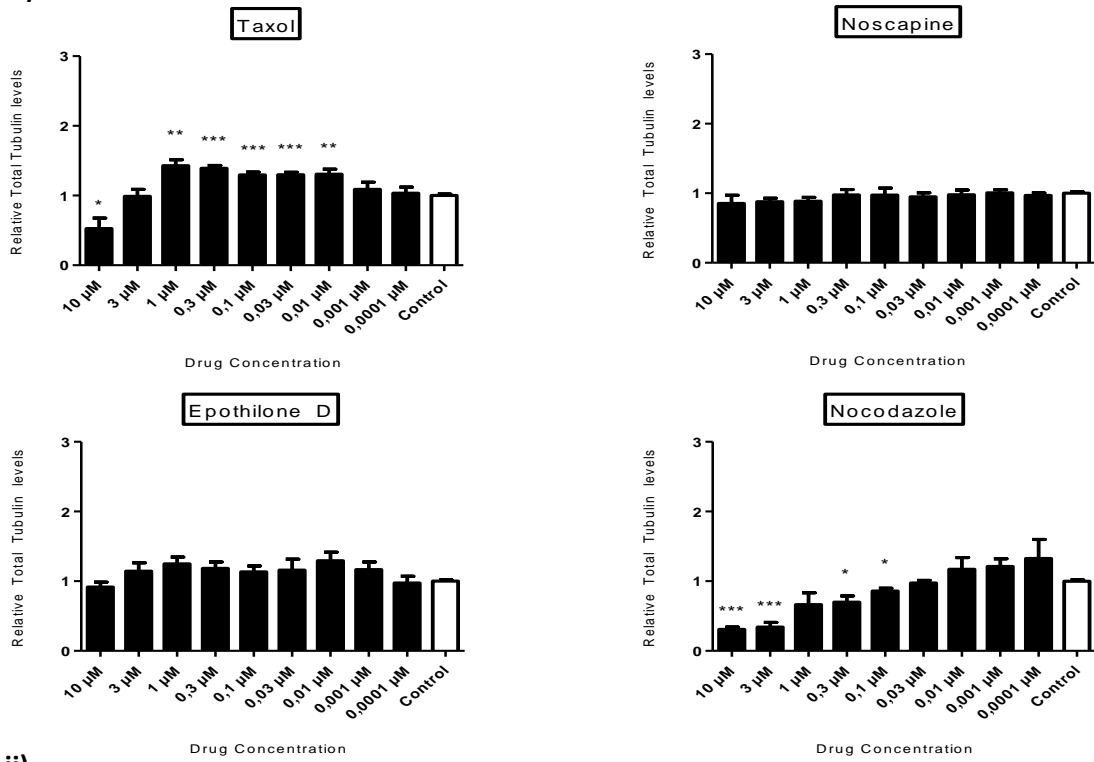 Taxol
Relative Total Tubulin levels
3
2
1
0
*
**
***
***
***
**
10 µM
3 µM
1 µM
0,3 µM
0,1 µM
0,03 µM
0,01 µM
0,001 µM
0,0001 µM
Control
Drug Concentration
Noscapine
Relative Total Tubulin levels
3
2
1
0
10 µM
3 µM
1 µM
0,3 µM
0,1 µM
0,03 µM
0,01 µM
0,001 µM
0,0001 µM
Control
Drug Concentration
Epothilone D
Relative Total Tubulin levels
3
2
1
0
10 µM
3 µM
1 µM
0,3 µM
0,1 µM
0,03 µM
0,01 µM
0,001 µM
0,0001 µM
Control
Drug Concentration
Nocodazole
Relative Total Tubulin levels
3
2
1
0
***
***
*
*
10 µM
3 µM
1 µM
0,3 µM
0,1 µM
0,03 µM
0,01 µM
0,001 µM
0,0001 µM
Control
Drug Concentration